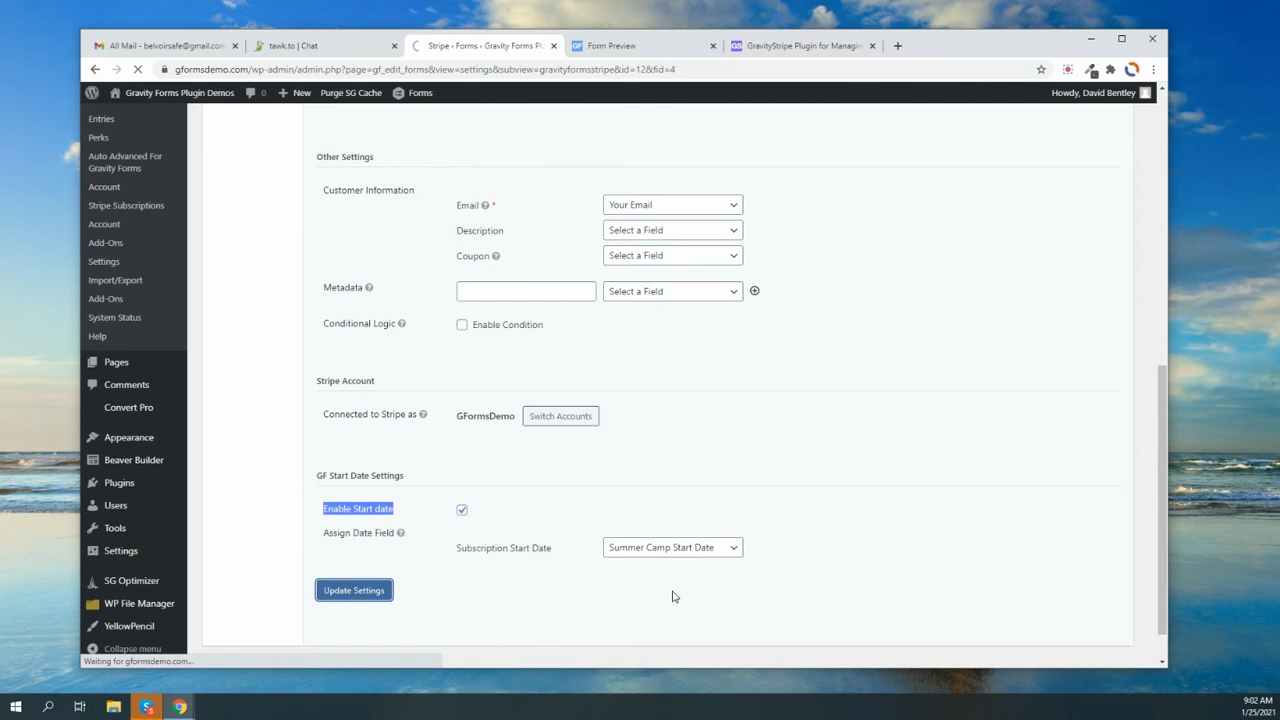 All Mail - belvoirsafe@gmail.com
tawk.to | Chat
Stripe ‹ Forms ‹ Gravity Forms Pl
GF Form Preview
GS GravityStripe Plugin for Managin
gformsdemo.com/wp-admin/admin.php?page=gf_edit_forms&view=settings&subview=gravityformsstripe&id=12&fid=4
Gravity Forms Plugin Demos
0
New
Purge SG Cache
Forms
Howdy, David Bentley
Entries
Perks
Auto Advanced For
Gravity Forms
Account
Stripe Subscriptions
Account
Add-Ons
Settings
Import/Export
Add-Ons
System Status
Help
Pages
Comments
Convert Pro
Appearance
Beaver Builder
Plugins
Users
Tools
Settings
SG Optimizer
WP File Manager
YellowPencil
Collapse menu
Other Settings
Customer Information
Email * Your Email
Description Select a Field
Coupon Select a Field
Metadata Select a Field
Conditional Logic Enable Condition
Stripe Account
Connected to Stripe as GFormsDemo Switch Accounts
GF Start Date Settings
Enable Start date
Assign Date Field
Subscription Start Date Summer Camp Start Date
Update Settings
Waiting for gformsdemo.com...
9:02 AM
1/25/2021